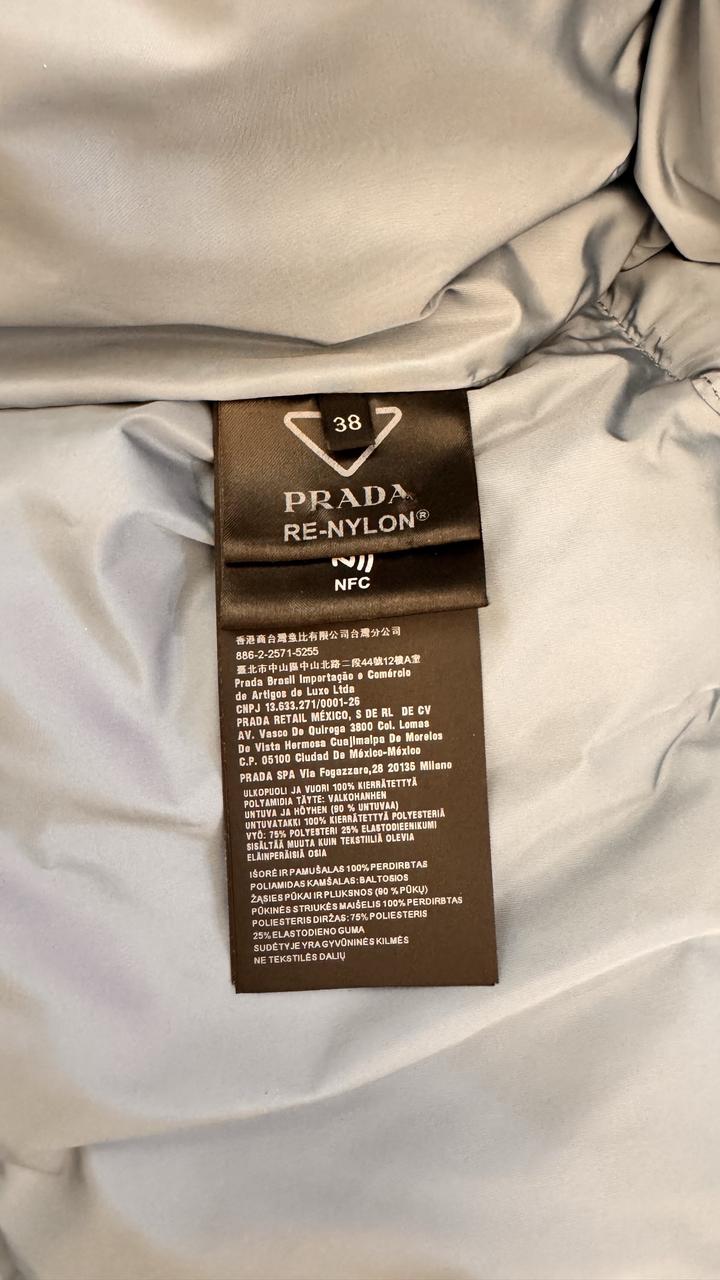 38
PRADA
RE-NYLON®
NFC
香港商台灣壹比有限公司台灣分公司
886-2-2571-5255
臺北市中山區中山北路二段44號12樓A室
Prada Brasil Importação e Comércio
de Artigos de Luxo Ltda
CNPJ 13.633.271/0001-26
PRADA RETAIL MÉXICO, S DE RL DE CV
AV. Vasco De Quiroga 3800 Col. Lomas
De Vista Hermosa Cuajimalpa De Morelos
C.P. 05100 Ciudad De México-México
PRADA SPA Via Fogazzaro,28 20135 Milano
ULKOPUOLI JA VUORI 100% KIERRÄTETTYÄ
POLYAMIDIA TÄYTE: VALKOHANHEN
UNTUVA JA HÖYHEN (90 % UNTUVAA)
UNTUVATAKKI 100% KIERRÄTETTYÄ POLYESTERIÄ
VYÖ: 75% POLYESTERI 25% ELASTODIEENIKUMI
SISÄLTÄÄ MUUTA KUIN TEKSTIILIÄ OLEVIA
ELÄINPERÄISIÄ OSIA
IŠORĖ IR PAMUŠALAS 100% PERDIRBTAS
POLIAMIDAS KAMŠALAS: BALTOSIOS
ŽĄSIES PŪKAI IR PLUKSNOS (90 % PŪKŲ)
PŪKINĖS STRIUKĖS MAIŠELIS 100% PERDIRBTAS
POLIESTERIS DIRŽAS: 75% POLIESTERIS
25% ELASTODIENO GUMA
SUDĖTYJE YRA GYVŪNINĖS KILMĖS
NE TEKSTILĖS DALIŲ